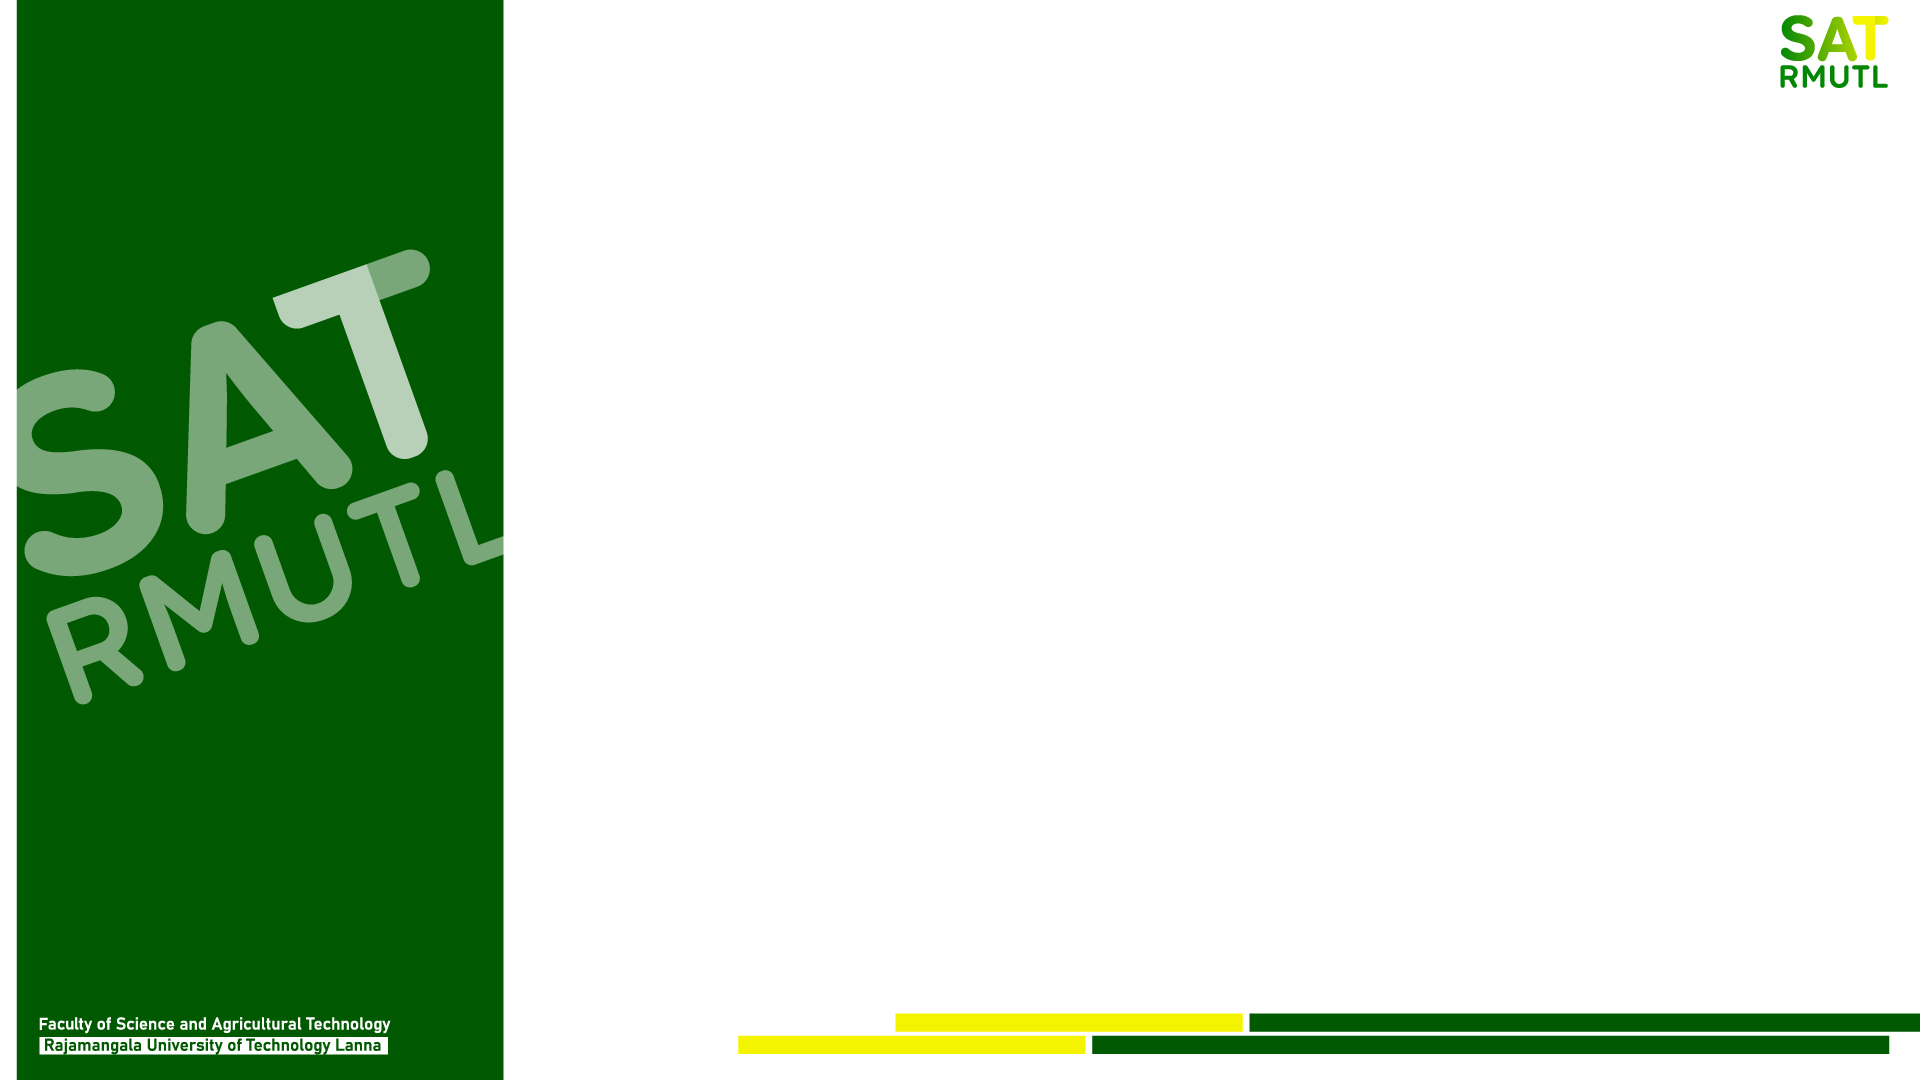 SAT
RMUTL
SAT
RMUTL
Faculty of Science and Agricultural Technology
Rajamangala University of Technology Lanna